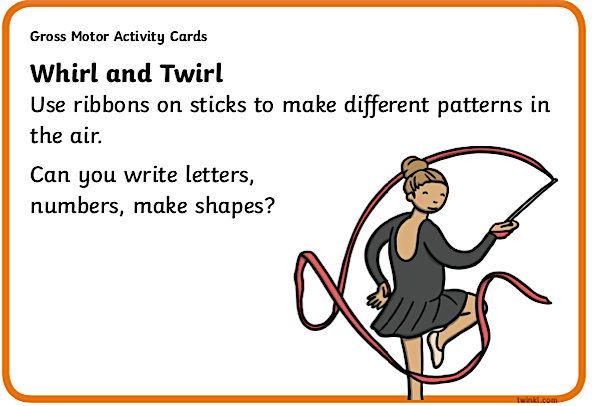 Gross Motor Activity Cards
Whirl and Twirl
Use ribbons on sticks to make different patterns in
the air.
Can you write letters,
numbers, make shapes?
twinkl.com